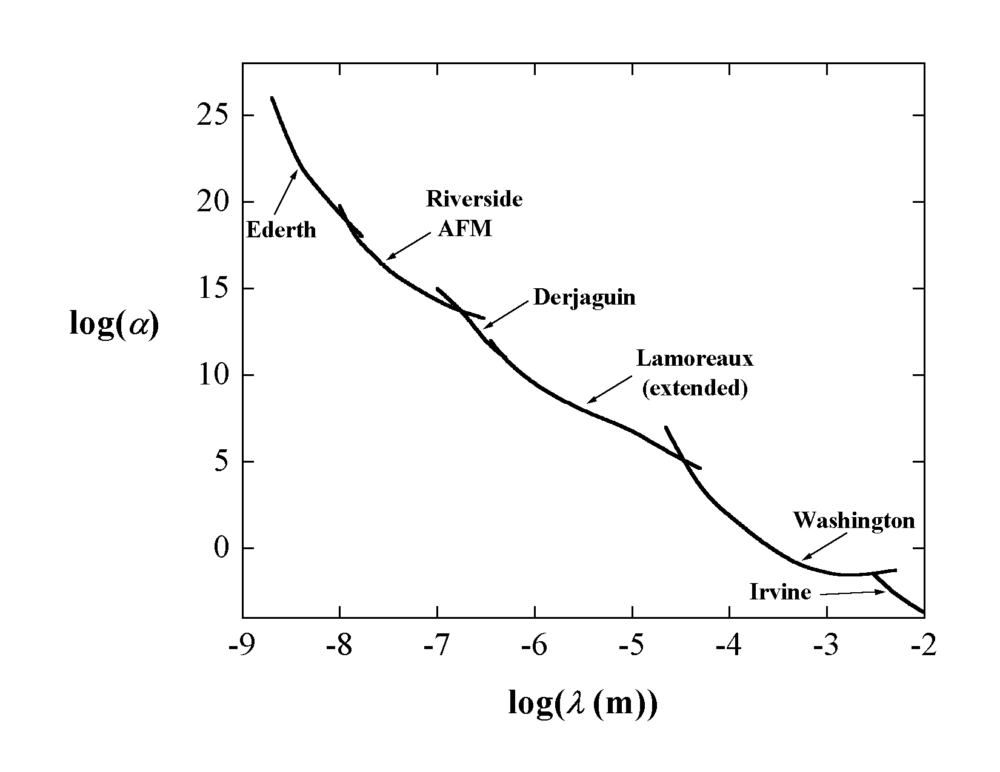 25
20
15
10
5
0
log(α)
Ederth
Riverside
AFM
Derjaguin
Lamoreaux
(extended)
Washington
Irvine
-9 -8 -7 -6 -5 -4 -3 -2
log(λ (m))